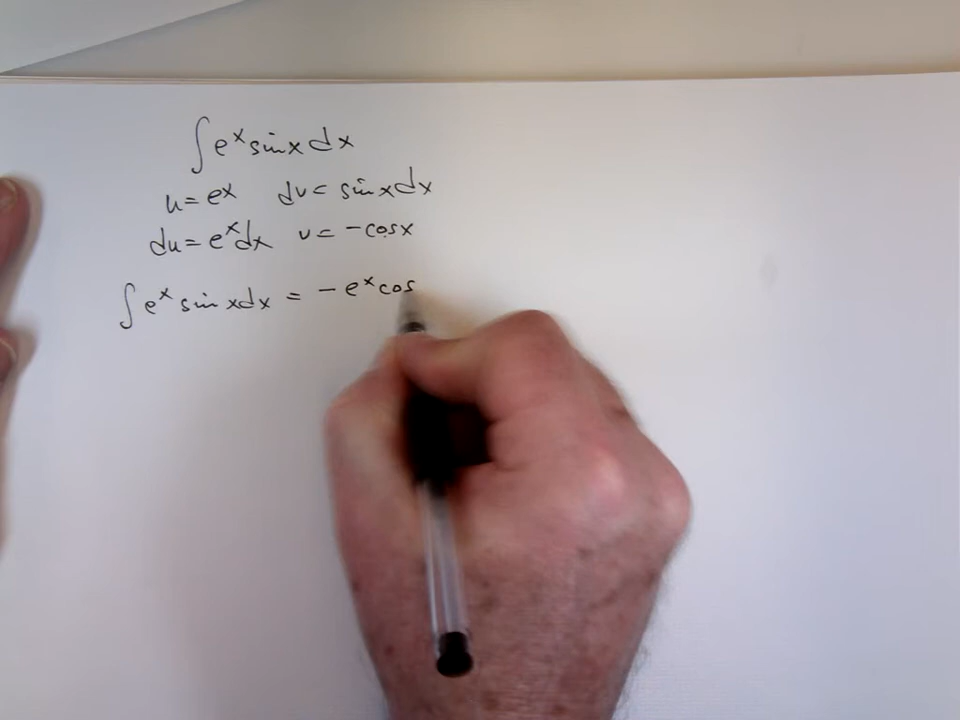 ∫ e^x sin x dx
u = e^x dv = sin x dx
du = e^x dx v = -cos x
∫ e^x sin x dx = - e^x cos